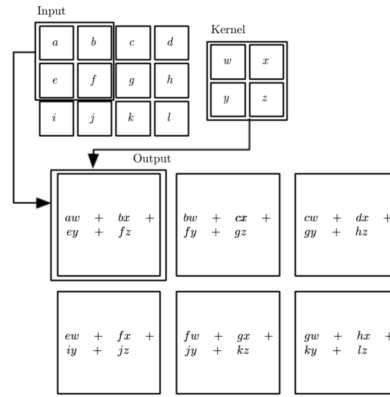 Input
a b c d
e f g h
i j k l
Kernel
w x
y z
Output
aw + bx +
ey + fz
bw + cx +
fy + gz
cw + dx +
gy + hz
ew + fx +
iy + jz
fw + gx +
jy + kz
gw + hx +
ky + lz